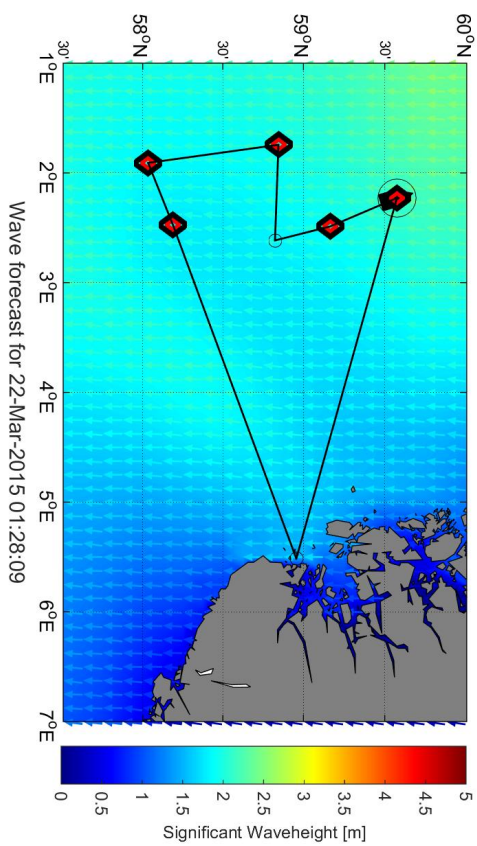 60°N
30'
59°N
30'
58°N
30'
1°E
2°E
3°E
4°E
5°E
6°E
7°E
Wave forecast for 22-Mar-2015 01:28:09
0
0.5
1
1.5
2
2.5
3
3.5
4
4.5
5
Significant Waveheight [m]